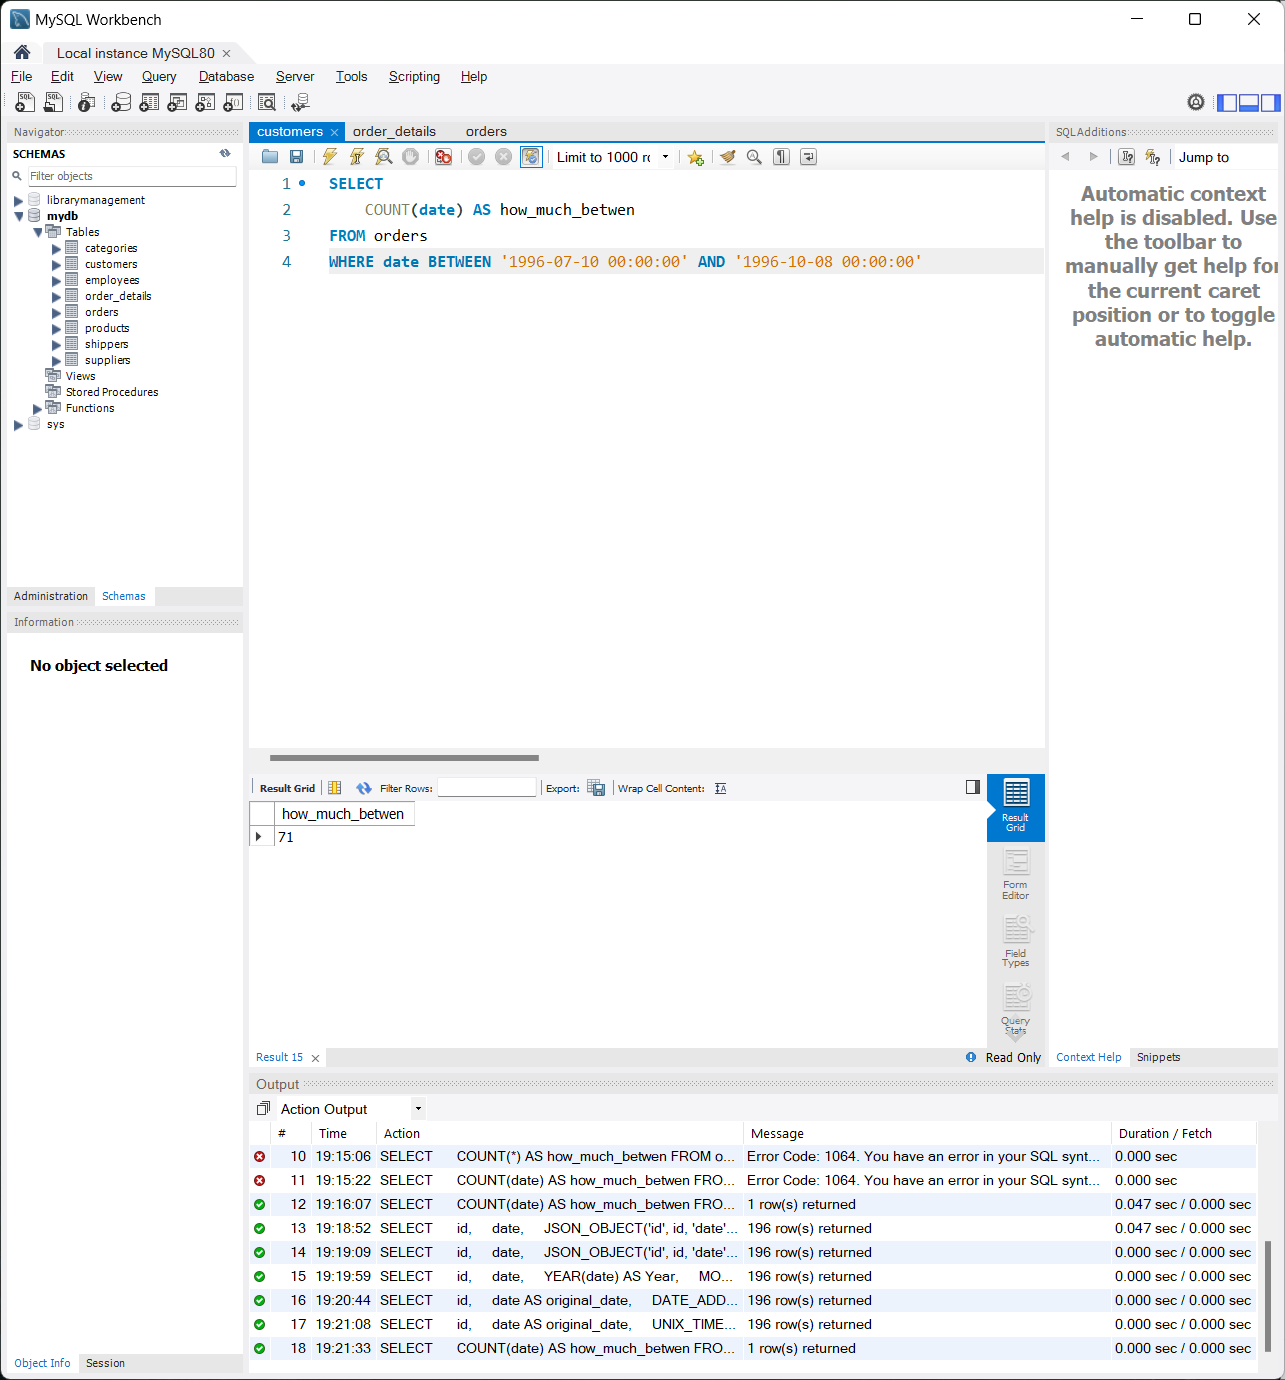 MySQL Workbench
Local instance MySQL80
File Edit View Query Database Server Tools Scripting Help
Navigator
SCHEMAS
Filter objects
librarymanagement
mydb
Tables
categories
customers
employees
order_details
orders
products
shippers
suppliers
Views
Stored Procedures
Functions
sys
Administration Schemas
Information
No object selected
Object Info Session
customers order_details orders
Limit to 1000 rc
1 SELECT
2 COUNT(date) AS how_much_betwen
3 FROM orders
4 WHERE date BETWEEN '1996-07-10 00:00:00' AND '1996-10-08 00:00:00'
SQLAdditions
Jump to
Automatic context
help is disabled. Use
the toolbar to
manually get help for
the current caret
position or to toggle
automatic help.
Result Grid Filter Rows: Export: Wrap Cell Content:
how_much_betwen
71
Result
Grid
Form
Editor
Field
Types
Query
Stats
Result 15
Read Only
Context Help Snippets
Output
Action Output
# Time Action Message Duration / Fetch
10 19:15:06 SELECT COUNT(*) AS how_much_betwen FROM o... Error Code: 1064. You have an error in your SQL synt... 0.000 sec
11 19:15:22 SELECT COUNT(date) AS how_much_betwen FRO... Error Code: 1064. You have an error in your SQL synt... 0.000 sec
12 19:16:07 SELECT COUNT(date) AS how_much_betwen FRO... 1 row(s) returned 0.047 sec / 0.000 sec
13 19:18:52 SELECT id, date, JSON_OBJECT('id', id, 'date'... 196 row(s) returned 0.047 sec / 0.000 sec
14 19:19:09 SELECT id, date, JSON_OBJECT('id', id, 'date'... 196 row(s) returned 0.000 sec / 0.000 sec
15 19:19:59 SELECT id, date, YEAR(date) AS Year, MO... 196 row(s) returned 0.000 sec / 0.000 sec
16 19:20:44 SELECT id, date AS original_date, DATE_ADD... 196 row(s) returned 0.000 sec / 0.000 sec
17 19:21:08 SELECT id, date AS original_date, UNIX_TIME... 196 row(s) returned 0.000 sec / 0.000 sec
18 19:21:33 SELECT COUNT(date) AS how_much_betwen FRO... 1 row(s) returned 0.000 sec / 0.000 sec